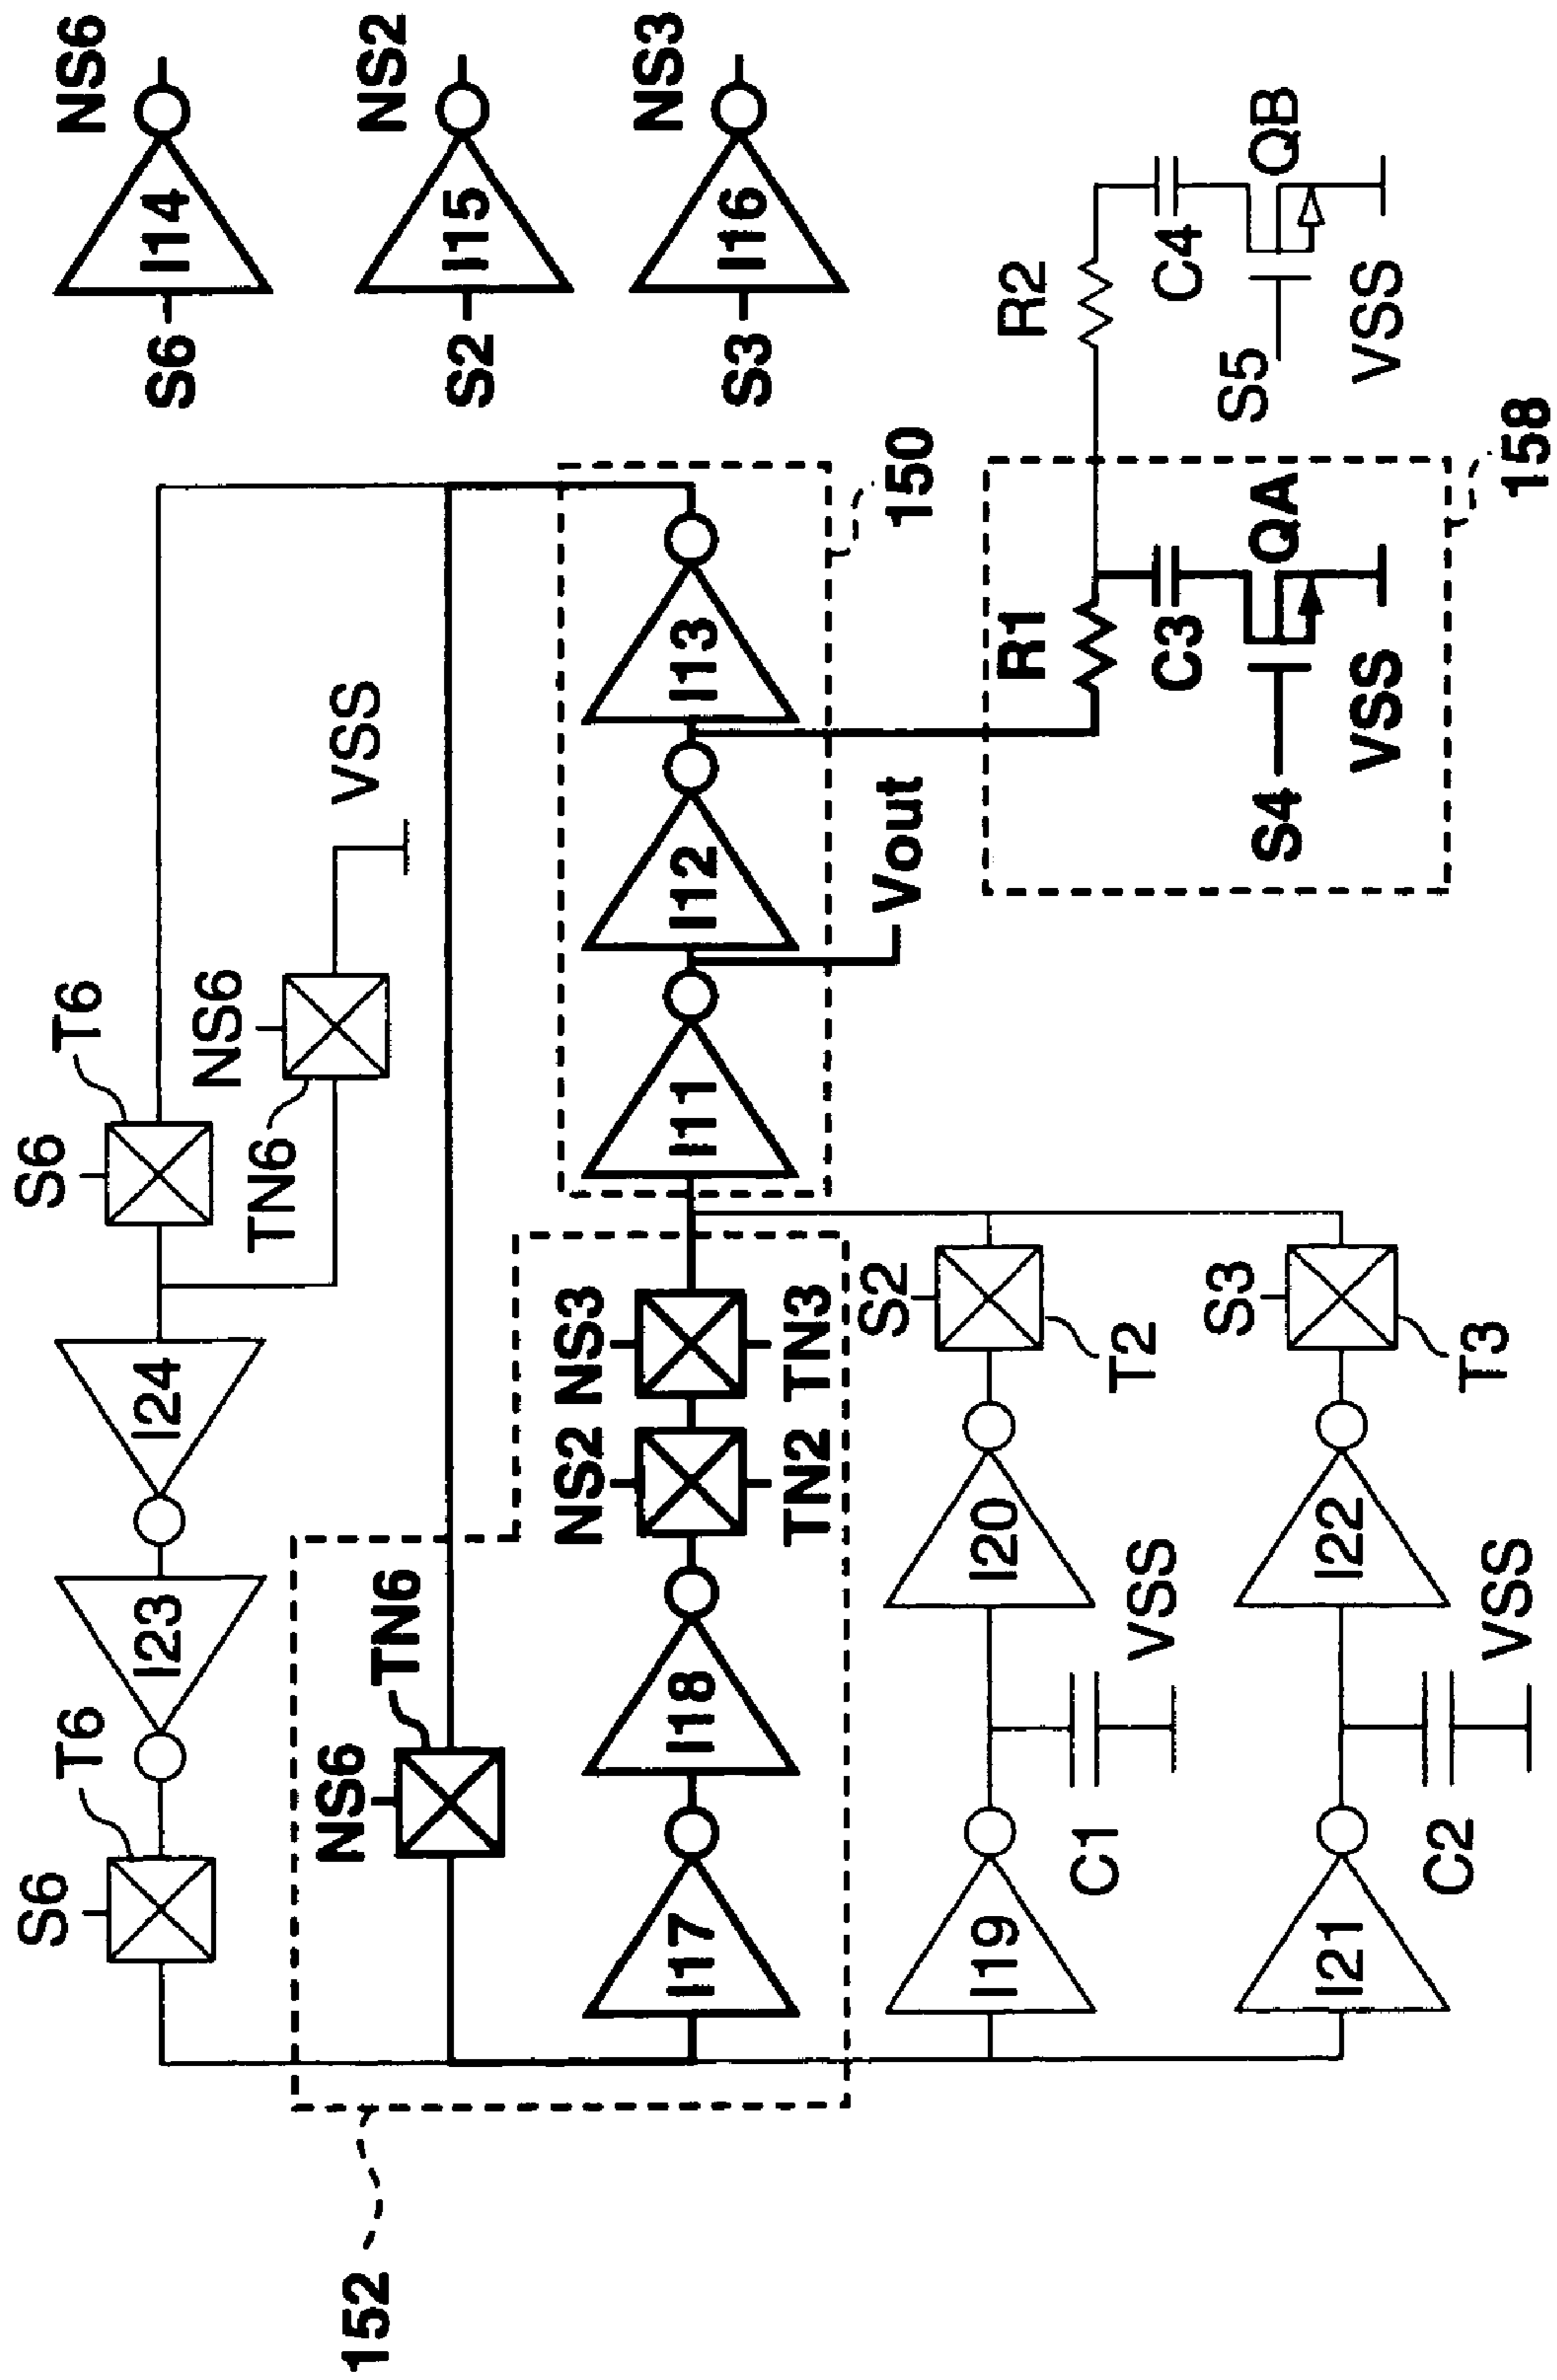 S6
I14
NS6
S2
I15
NS2
S3
I16
NS3
S6
T6
S6
T6
I23
I24
TN6
NS6
VSS
152
NS6
TN6
I17
I18
NS2
NS3
TN2
TN3
I11
I12
I13
150
Vout
I19
C1
VSS
I20
S2
T2
I21
C2
VSS
I22
S3
T3
R1
C3
S4
QA
VSS
158
R2
C4
S5
QB
VSS